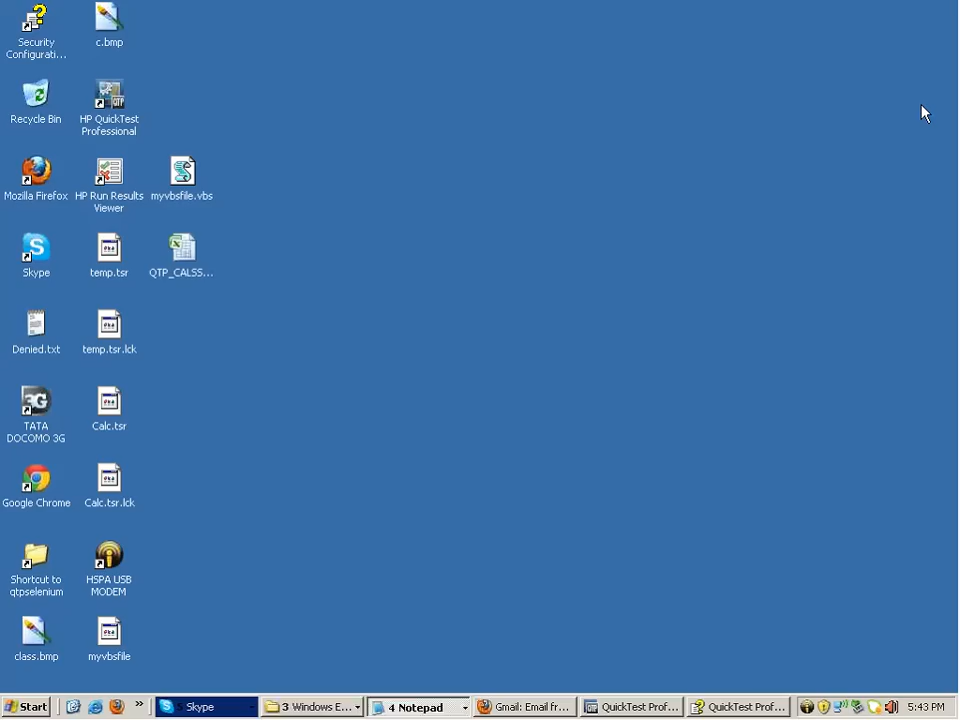 Security
Configurati...
c.bmp
Recycle Bin
HP QuickTest
Professional
QTP
Mozilla Firefox
HP Run Results
Viewer
myvbsfile.vbs
Skype
temp.tsr
QTP_CALSS...
Denied.txt
temp.tsr.lck
3G
TATA
DOCOMO 3G
Calc.tsr
Google Chrome
Calc.tsr.lck
Shortcut to
qtpselenium
HSPA USB
MODEM
class.bmp
myvbsfile
Start
»
Skype
3 Windows E...
4 Notepad
Gmail: Email fr...
QuickTest Prof...
QuickTest Prof...
5:43 PM